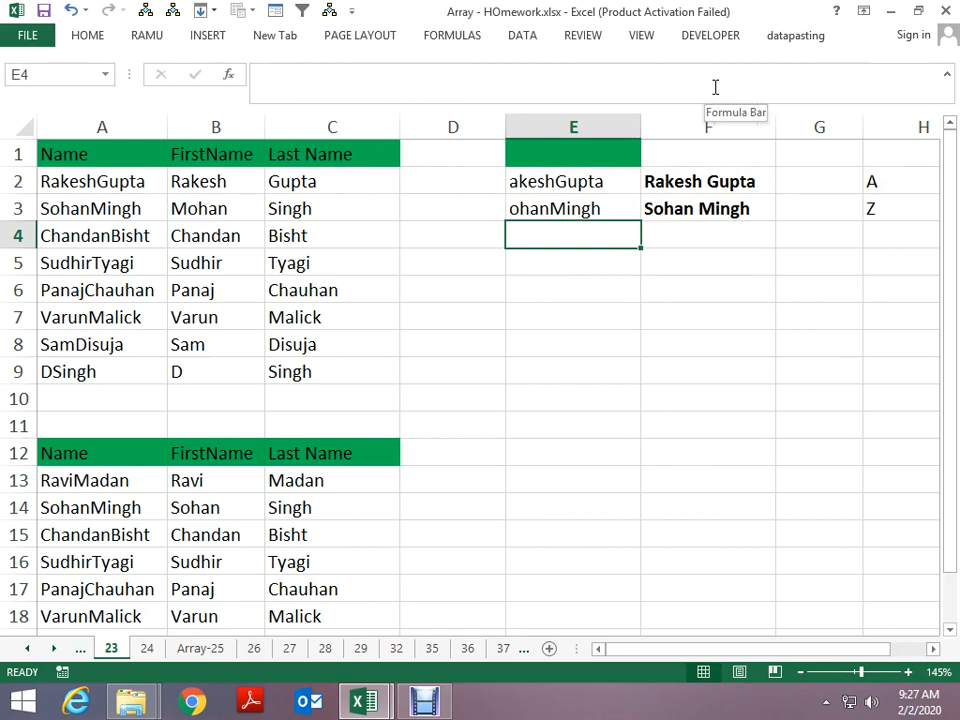 Array - HOmework.xlsx - Excel (Product Activation Failed)
FILE HOME RAMU INSERT New Tab PAGE LAYOUT FORMULAS DATA REVIEW VIEW DEVELOPER datapasting Sign in
E4 fx
Formula Bar
A B C D E F G H
1 Name FirstName Last Name
2 RakeshGupta Rakesh Gupta akeshGupta Rakesh Gupta A
3 SohanMingh Mohan Singh ohanMingh Sohan Mingh Z
4 ChandanBisht Chandan Bisht
5 SudhirTyagi Sudhir Tyagi
6 PanajChauhan Panaj Chauhan
7 VarunMalick Varun Malick
8 SamDisuja Sam Disuja
9 DSingh D Singh
10
11
12 Name FirstName Last Name
13 RaviMadan Ravi Madan
14 SohanMingh Sohan Singh
15 ChandanBisht Chandan Bisht
16 SudhirTyagi Sudhir Tyagi
17 PanajChauhan Panaj Chauhan
18 VarunMalick Varun Malick
... 23 24 Array-25 26 27 28 29 32 35 36 37 ...
READY 145%
9:27 AM
2/2/2020